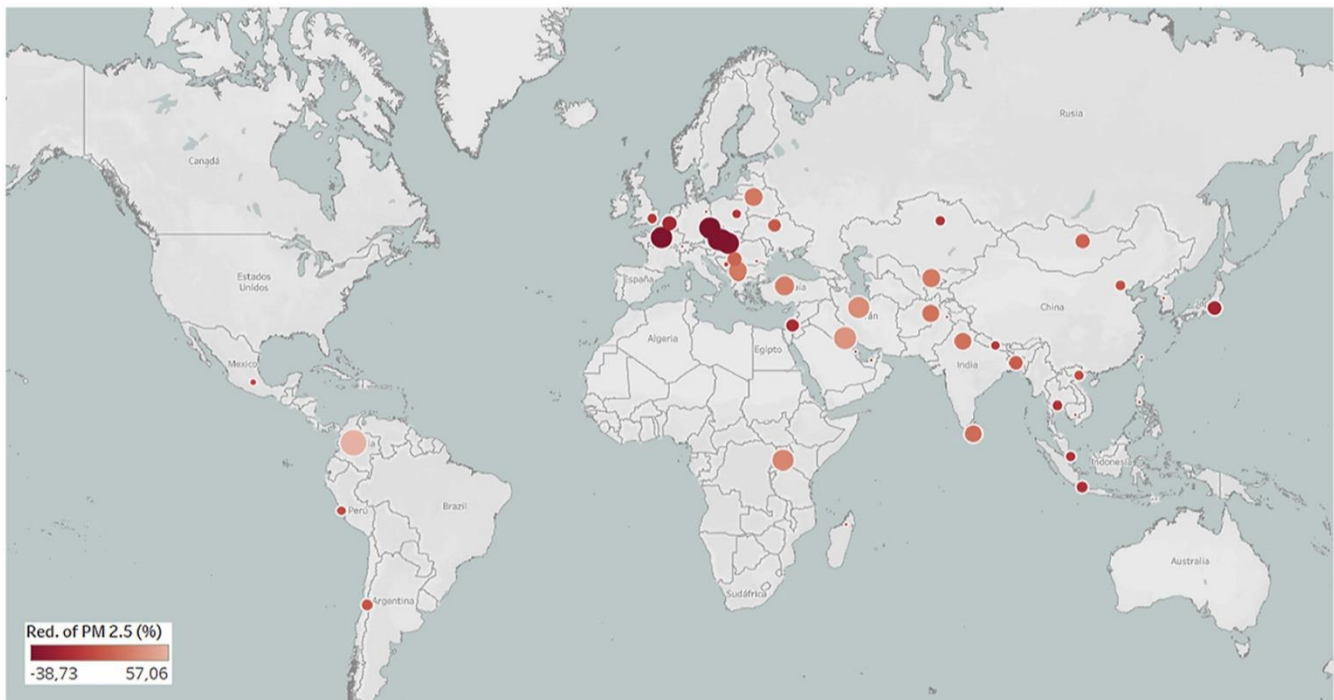 Rusia
Canadá
Estados
Unidos
España
China
Algeria
Egipto
India
Mexico
Indonesia
Perú
Brazil
Australia
Sudáfrica
Argentina
Red. of PM 2.5 (%)
-38,73
57,06